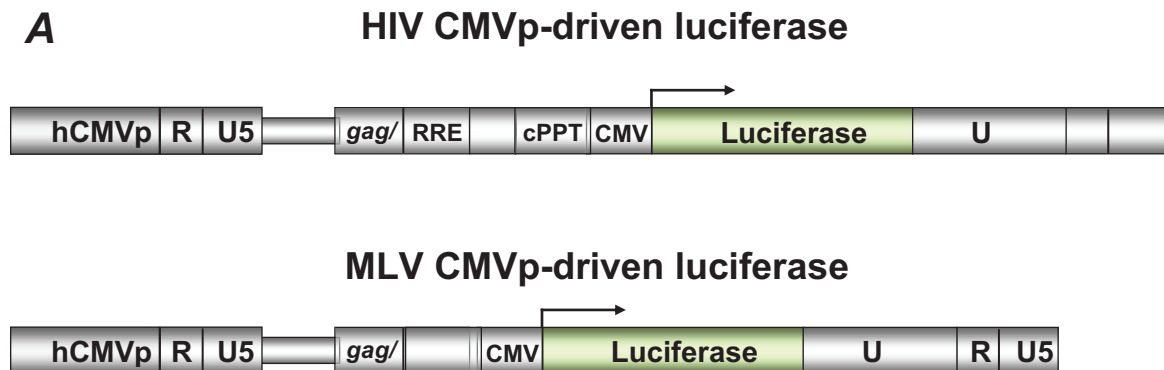 A HIV CMVp-driven luciferase
hCMVp R U5 gag/ RRE cPPT CMV Luciferase U
MLV CMVp-driven luciferase
hCMVp R U5 gag/ CMV Luciferase U R U5